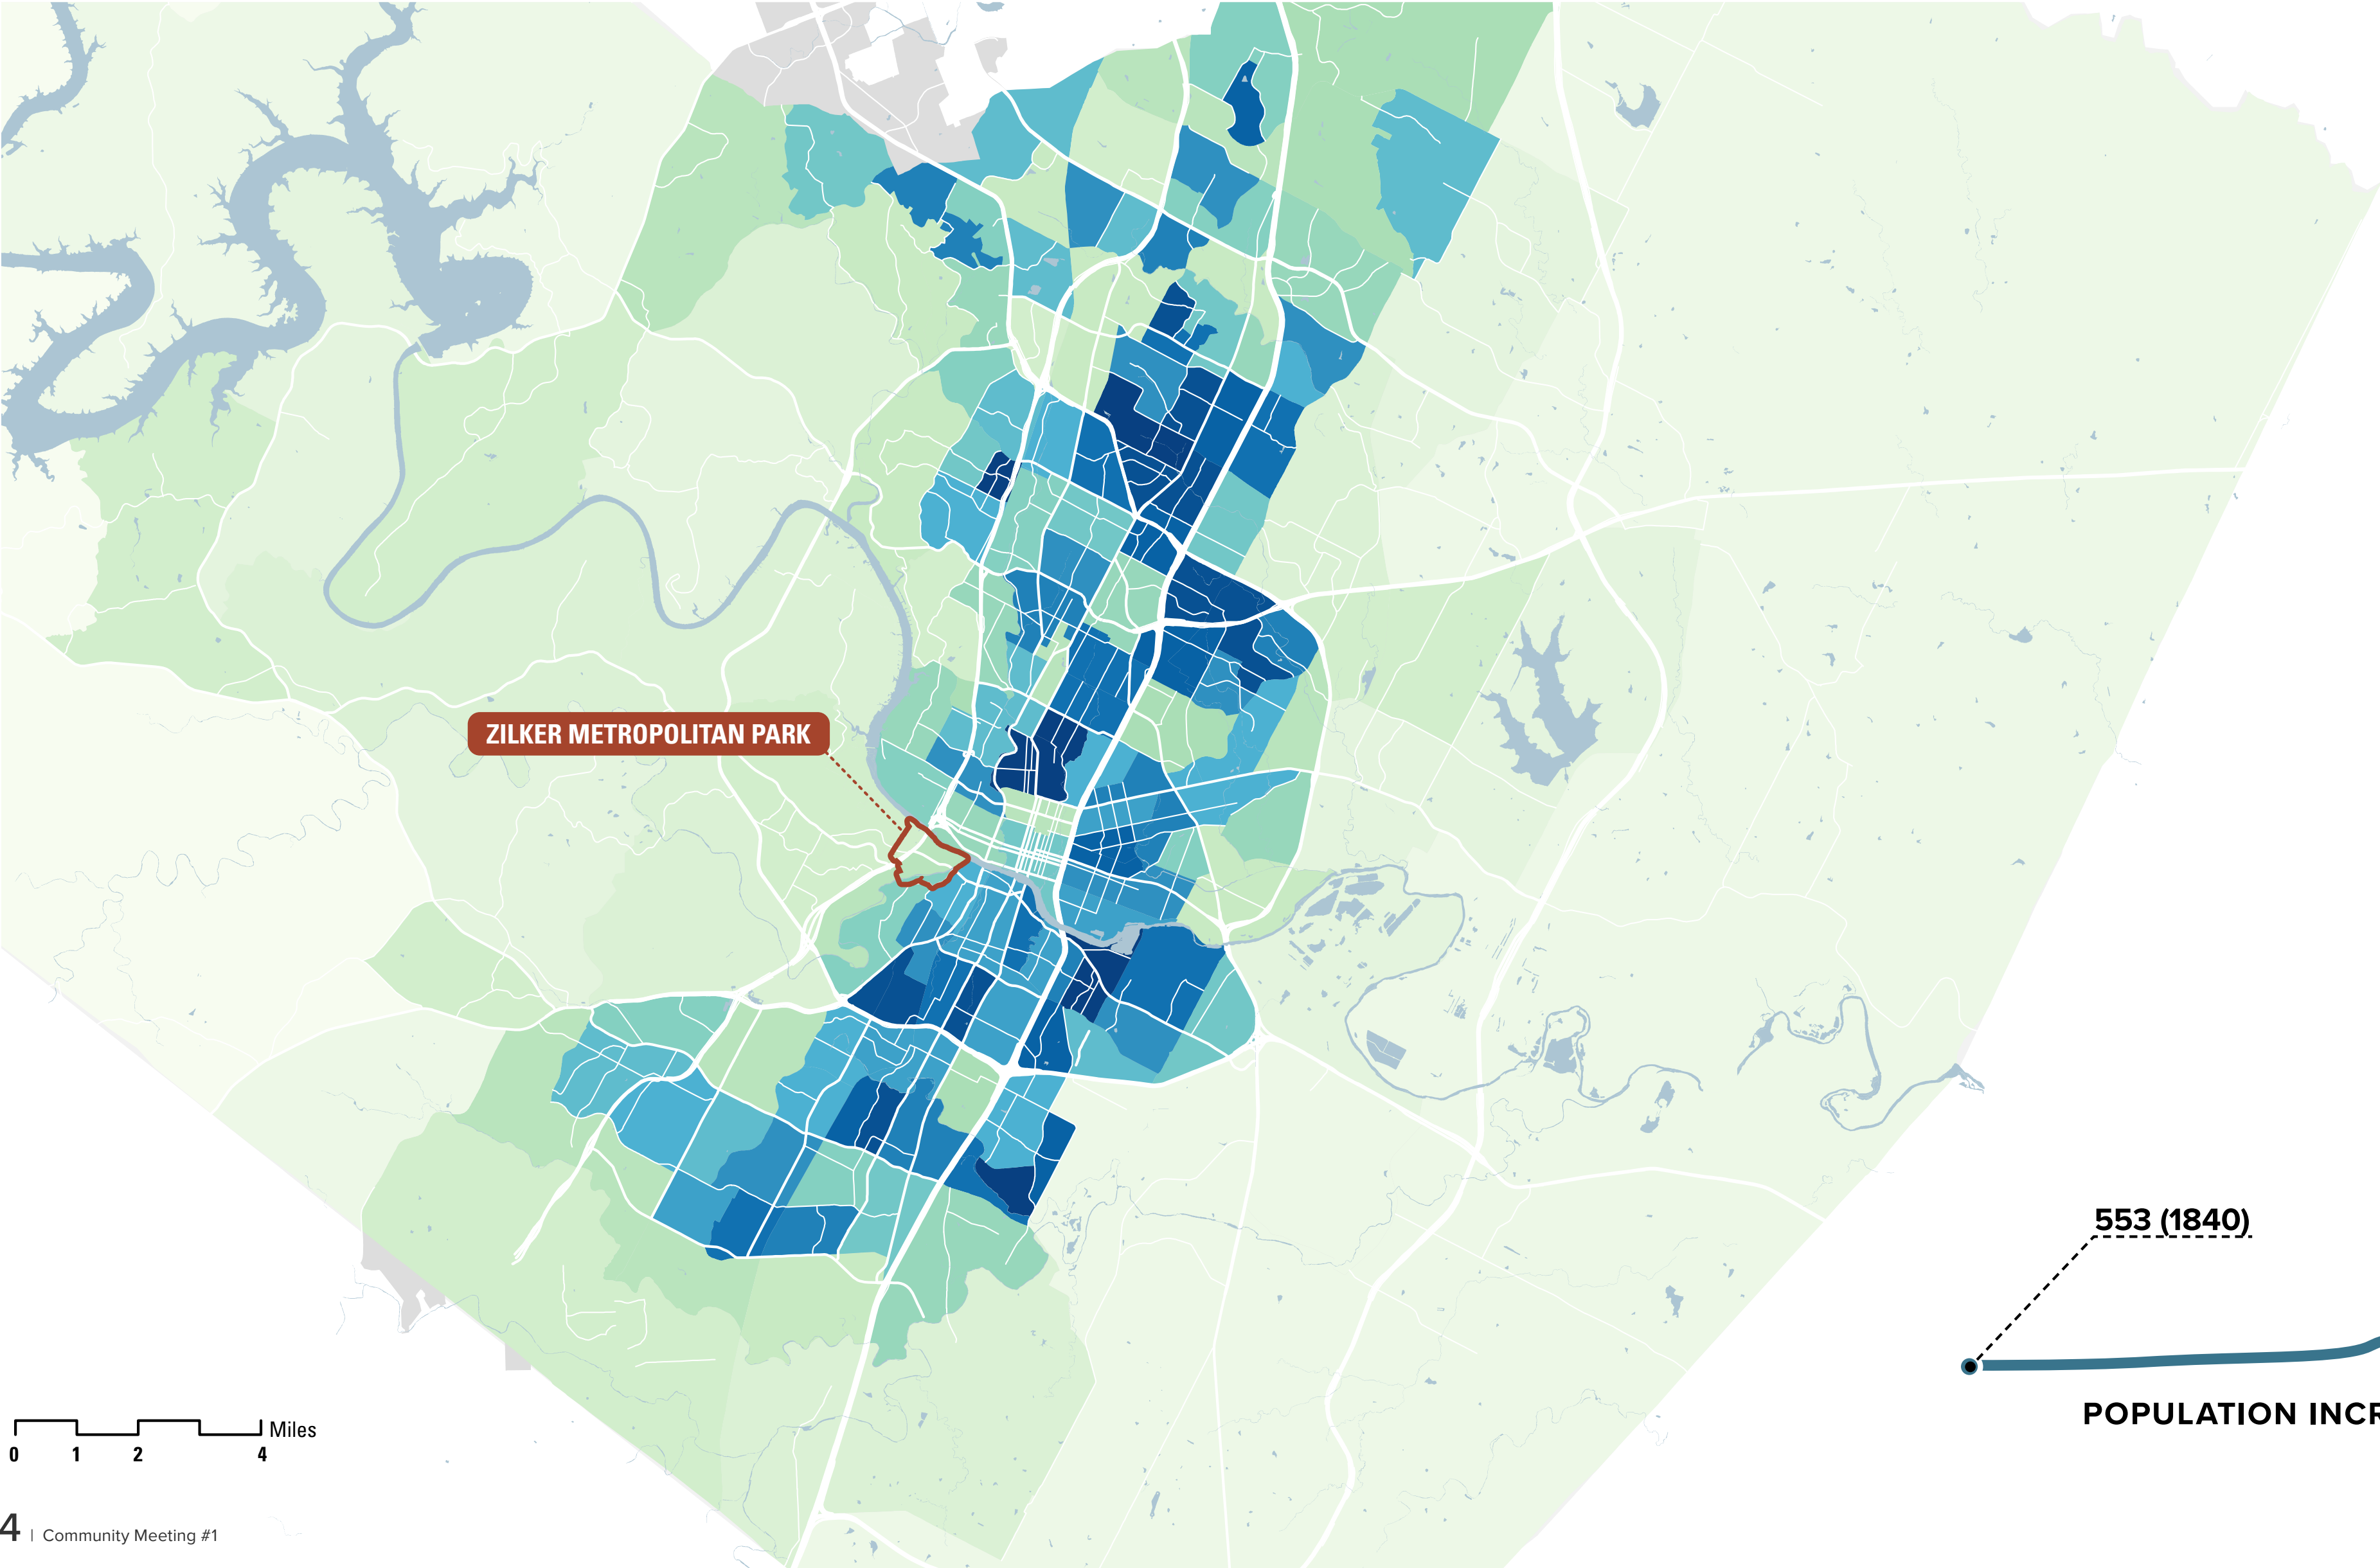 ZILKER METROPOLITAN PARK
553 (1840)
POPULATION INCR
Miles
0 1 2 4
4 | Community Meeting #1